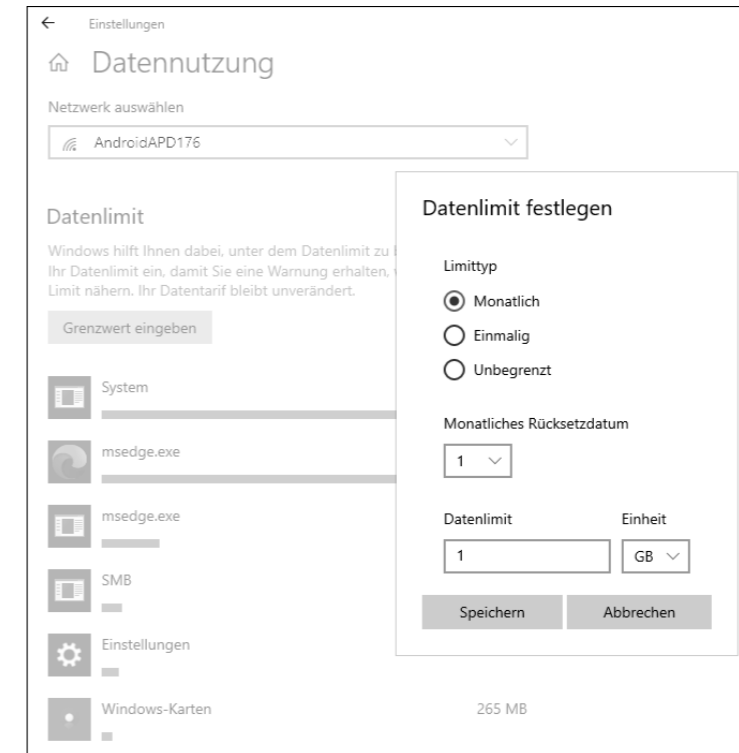 Einstellungen
Datennutzung
Netzwerk auswählen
AndroidAPD176
Datenlimit
Windows hilft Ihnen dabei, unter dem Datenlimit zu
Ihr Datenlimit ein, damit Sie eine Warnung erhalten,
Limit nähern. Ihr Datentarif bleibt unverändert.
Grenzwert eingeben
System
msedge.exe
msedge.exe
SMB
Einstellungen
Windows-Karten
265 MB
Datenlimit festlegen
Limittyp
Monatlich
Einmalig
Unbegrenzt
Monatliches Rücksetzdatum
1
Datenlimit Einheit
1 GB
Speichern Abbrechen